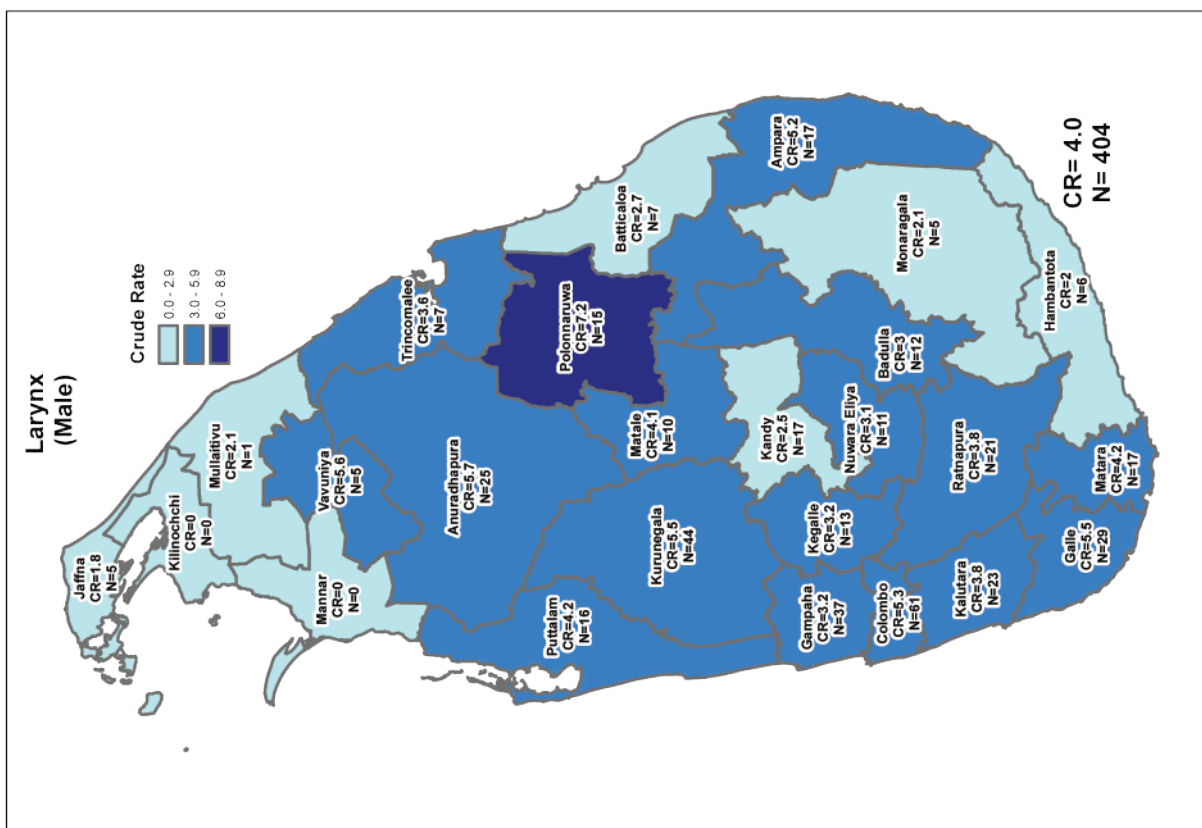 Larynx
(Male)
Crude Rate
0.0 - 2.9
3.0 - 5.9
6.0 - 8.9
Jaffna
CR=1.8
N=5
Kilinochchi
CR=0
N=0
Mullaitivu
CR=2.1
N=1
Mannar
CR=0
N=0
Vavuniya
CR=5.6
N=5
Trincomalee
CR=3.6
N=7
Anuradhapura
CR=5.7
N=25
Polonnaruwa
CR=7.2
N=15
Puttalam
CR=4.2
N=16
Batticaloa
CR=2.7
N=7
Matale
CR=4.1
N=10
Kurunegala
CR=5.5
N=44
Ampara
CR=5.2
N=17
Kandy
CR=2.5
N=17
Gampaha
CR=3.2
N=37
Kegalle
CR=3.2
N=13
Nuwara Eliya
CR=3.1
N=11
Badulla
CR=3
N=12
Monaragala
CR=2.1
N=5
Colombo
CR=5.3
N=61
Ratnapura
CR=3.8
N=21
Kalutara
CR=3.8
N=23
Hambantota
CR=2
N=6
Galle
CR=5.5
N=29
Matara
CR=4.2
N=17
CR= 4.0
N= 404